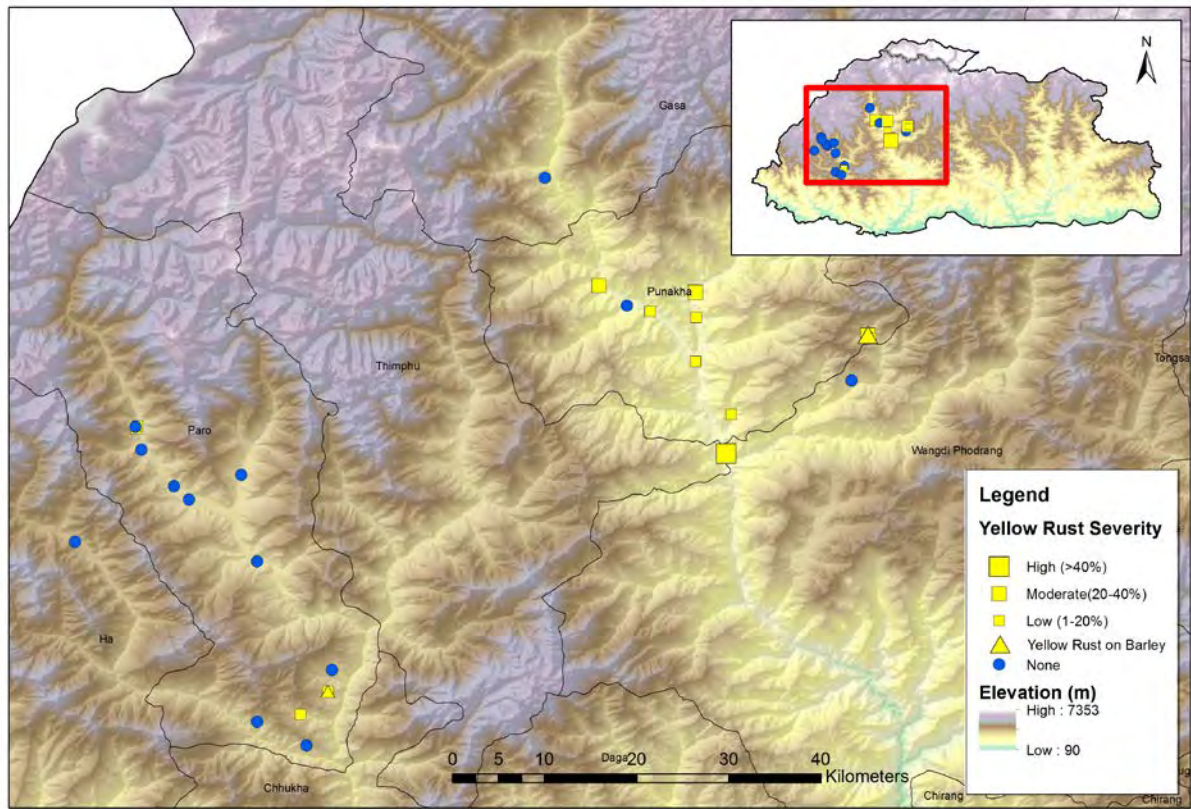 N
Gasa
Punakha
Thimphu
Tongsa
Paro
Wangdi Phodrang
Ha
Legend
Yellow Rust Severity
High (>40%)
Moderate(20-40%)
Low (1-20%)
Yellow Rust on Barley
None
Elevation (m)
High : 7353
Low : 90
Daga
0 5 10 20 30 40
Kilometers
Chhukha
Chirang
Chirang